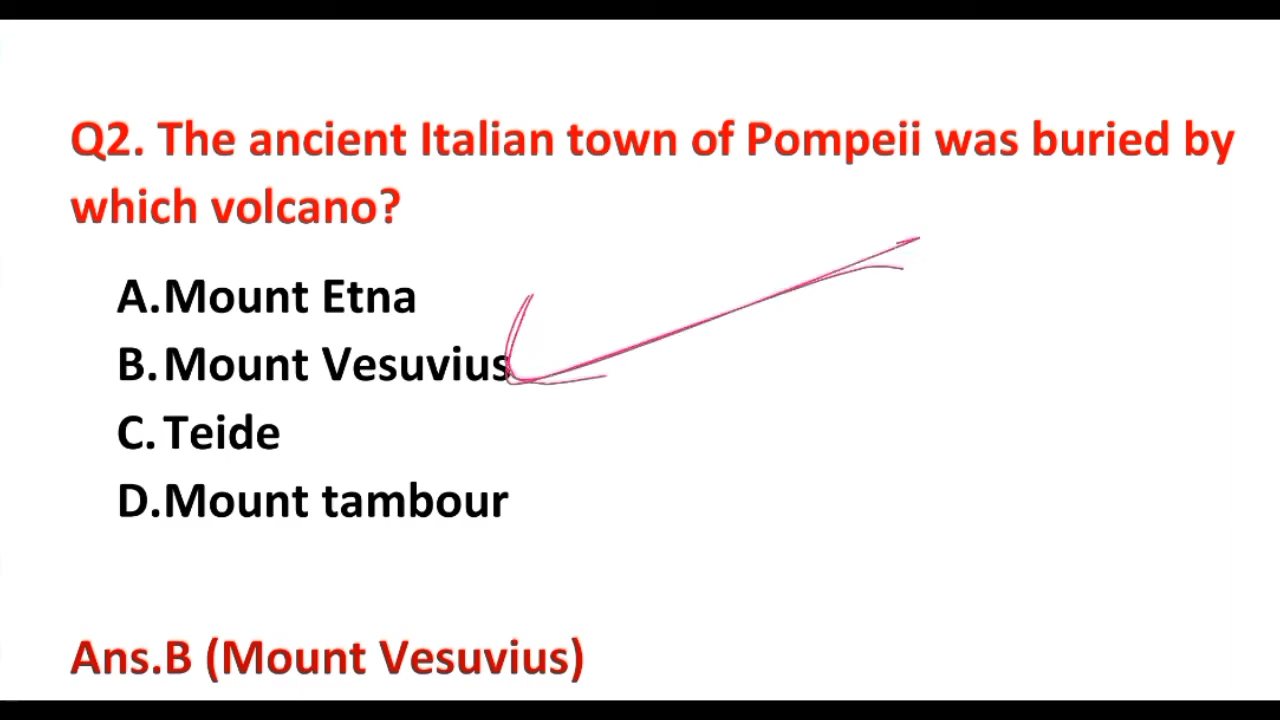 Q2. The ancient Italian town of Pompeii was buried by
which volcano?
A.Mount Etna
B.Mount Vesuvius
C.Teide
D.Mount tambour
Ans.B (Mount Vesuvius)